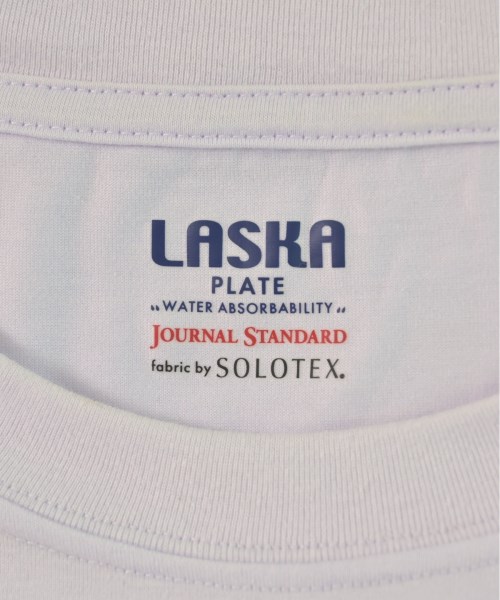 LASKA
PLATE
“WATER ABSORBABILITY„
JOURNAL STANDARD
fabric by SOLOTEX.